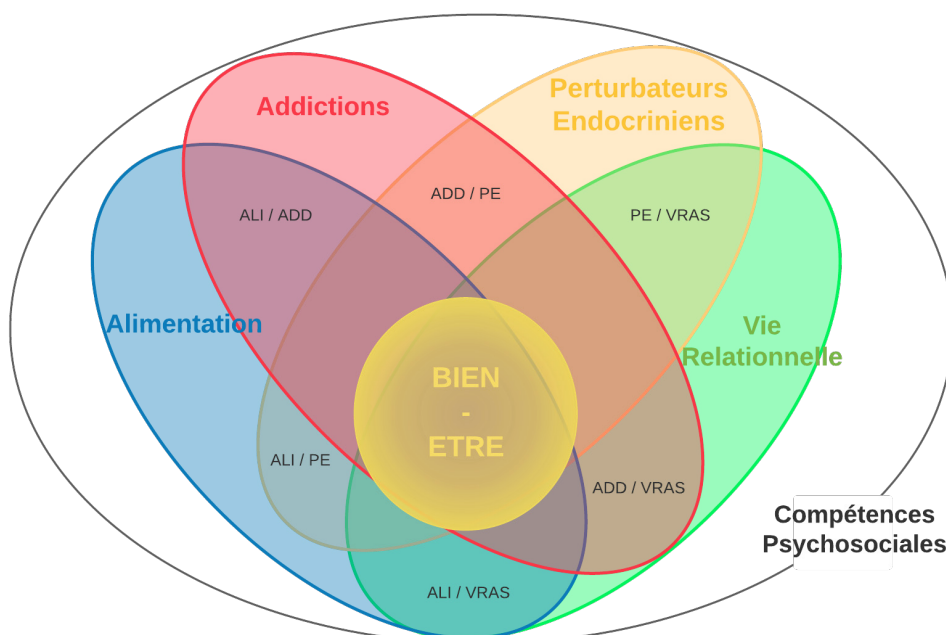 Addictions
Perturbateurs
Endocriniens
ADD / PE
ALI / ADD
PE / VRAS
Alimentation
Vie
Relationnelle
BIEN
-
ETRE
ALI / PE
ADD / VRAS
Compétences
Psychosociales
ALI / VRAS